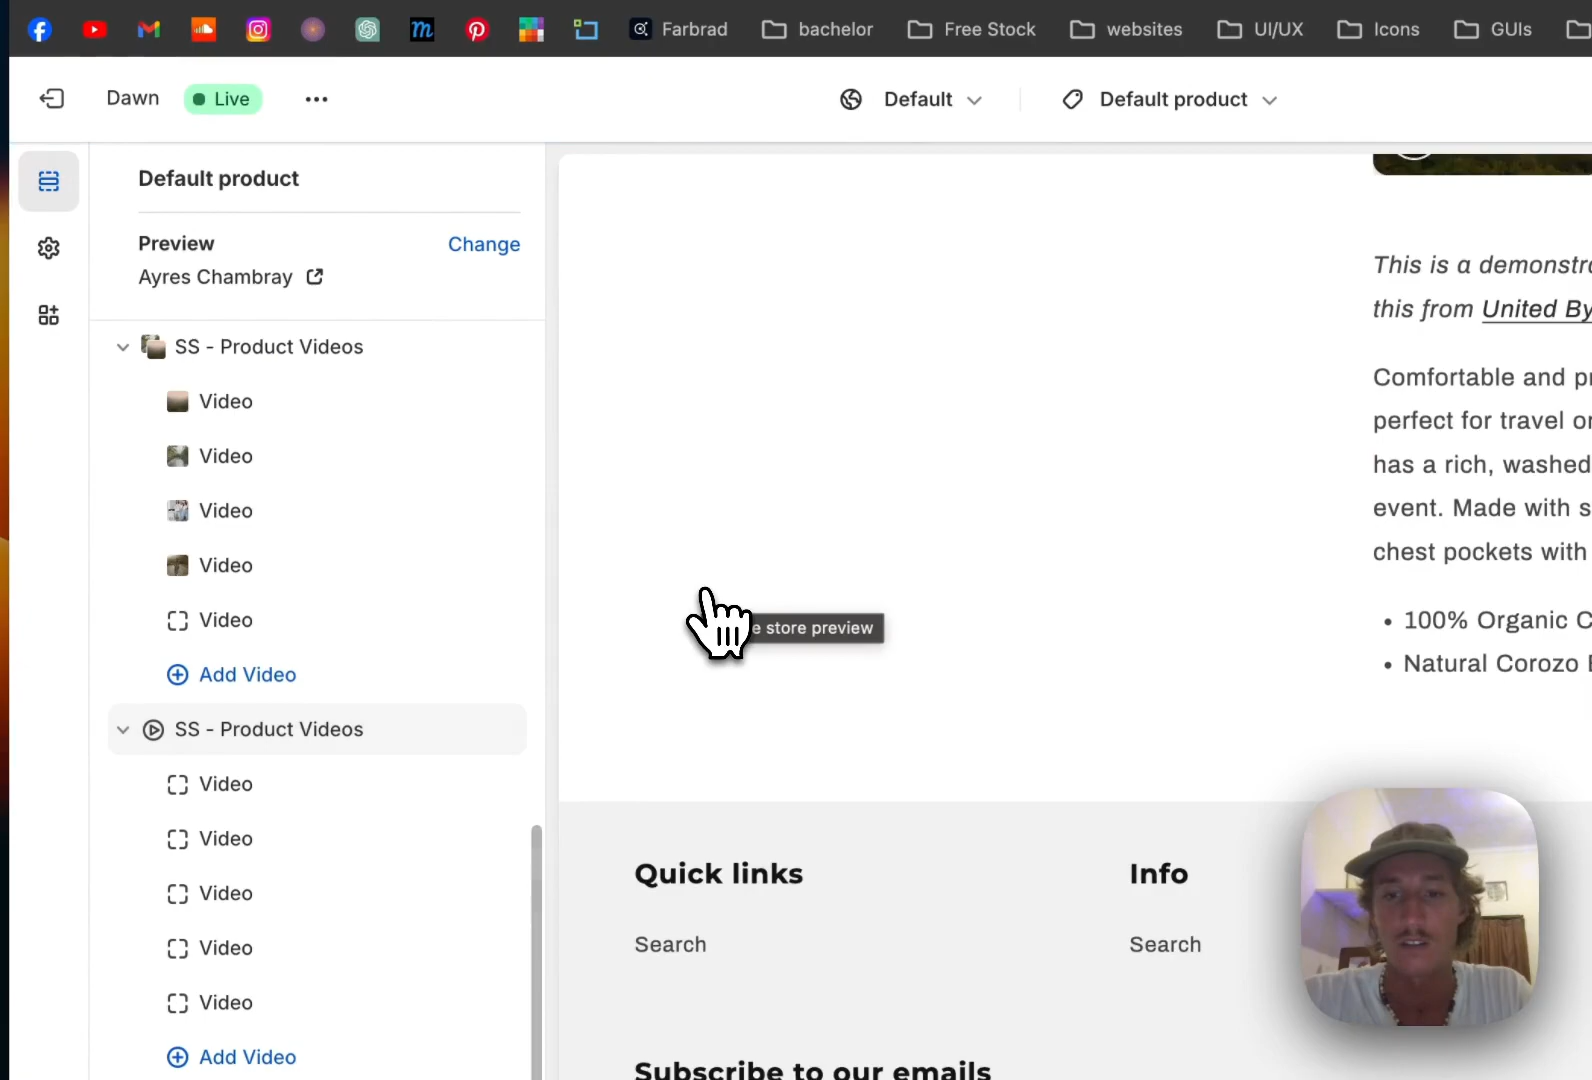 Farbrad
bachelor
Free Stock
websites
UI/UX
Icons
GUIs
Dawn
Live
Default
Default product
Default product
Preview
Change
Ayres Chambray
SS - Product Videos
Video
Video
Video
Video
Video
Add Video
SS - Product Videos
Video
Video
Video
Video
Video
Add Video
store preview
This is a
this from United By
Comfortable and
perfect for travel
has a rich, washed
event. Made with
chest pockets with
100% Organic
Natural Corozo
Quick links
Info
Search
Search
Subscribe to our emails